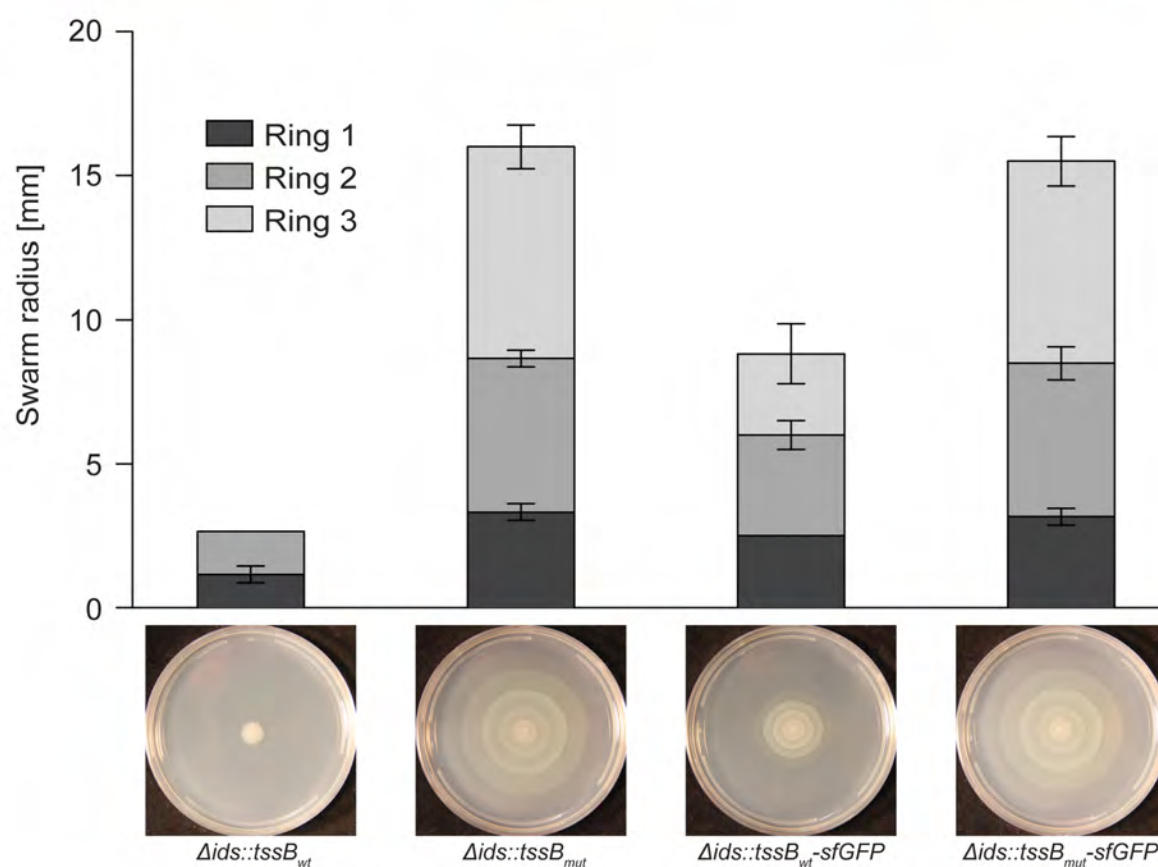 20
15
10
5
0
Swarm radius [mm]
Ring 1
Ring 2
Ring 3
Δids::tssBwt
Δids::tssBmut
Δids::tssBwt-sfGFP
Δids::tssBmut-sfGFP